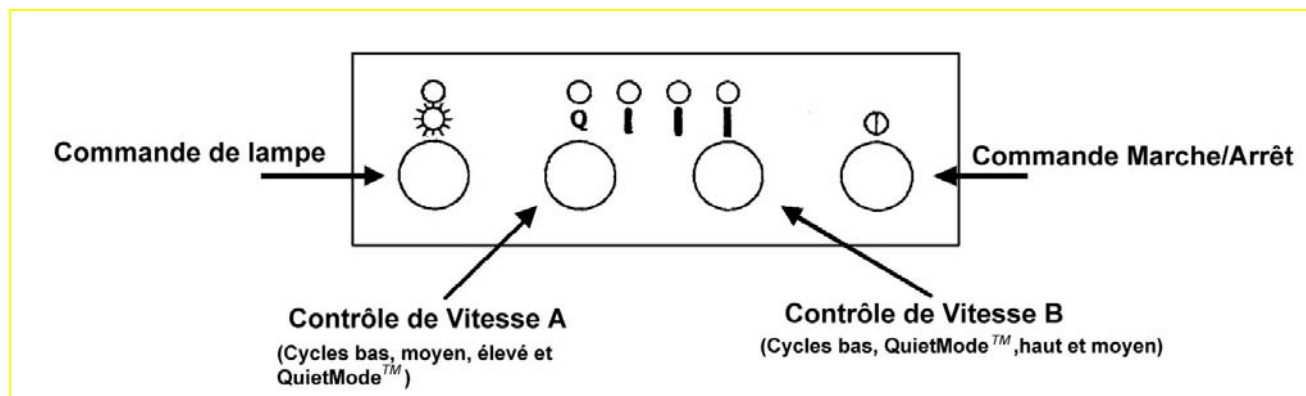 Q
Commande de lampe
Commande Marche/Arrêt
Contrôle de Vitesse A
(Cycles bas, moyen, élevé et
QuietMode™)
Contrôle de Vitesse B
(Cycles bas, QuietMode™,haut et moyen)